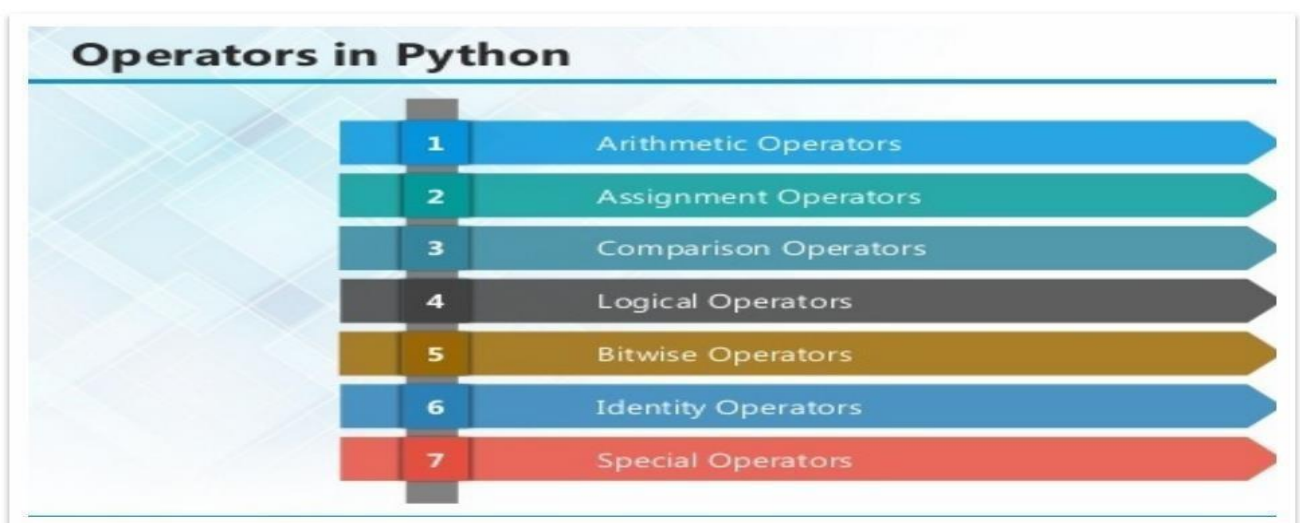 Operators in Python
1 Arithmetic Operators
2 Assignment Operators
3 Comparison Operators
4 Logical Operators
5 Bitwise Operators
6 Identity Operators
7 Special Operators